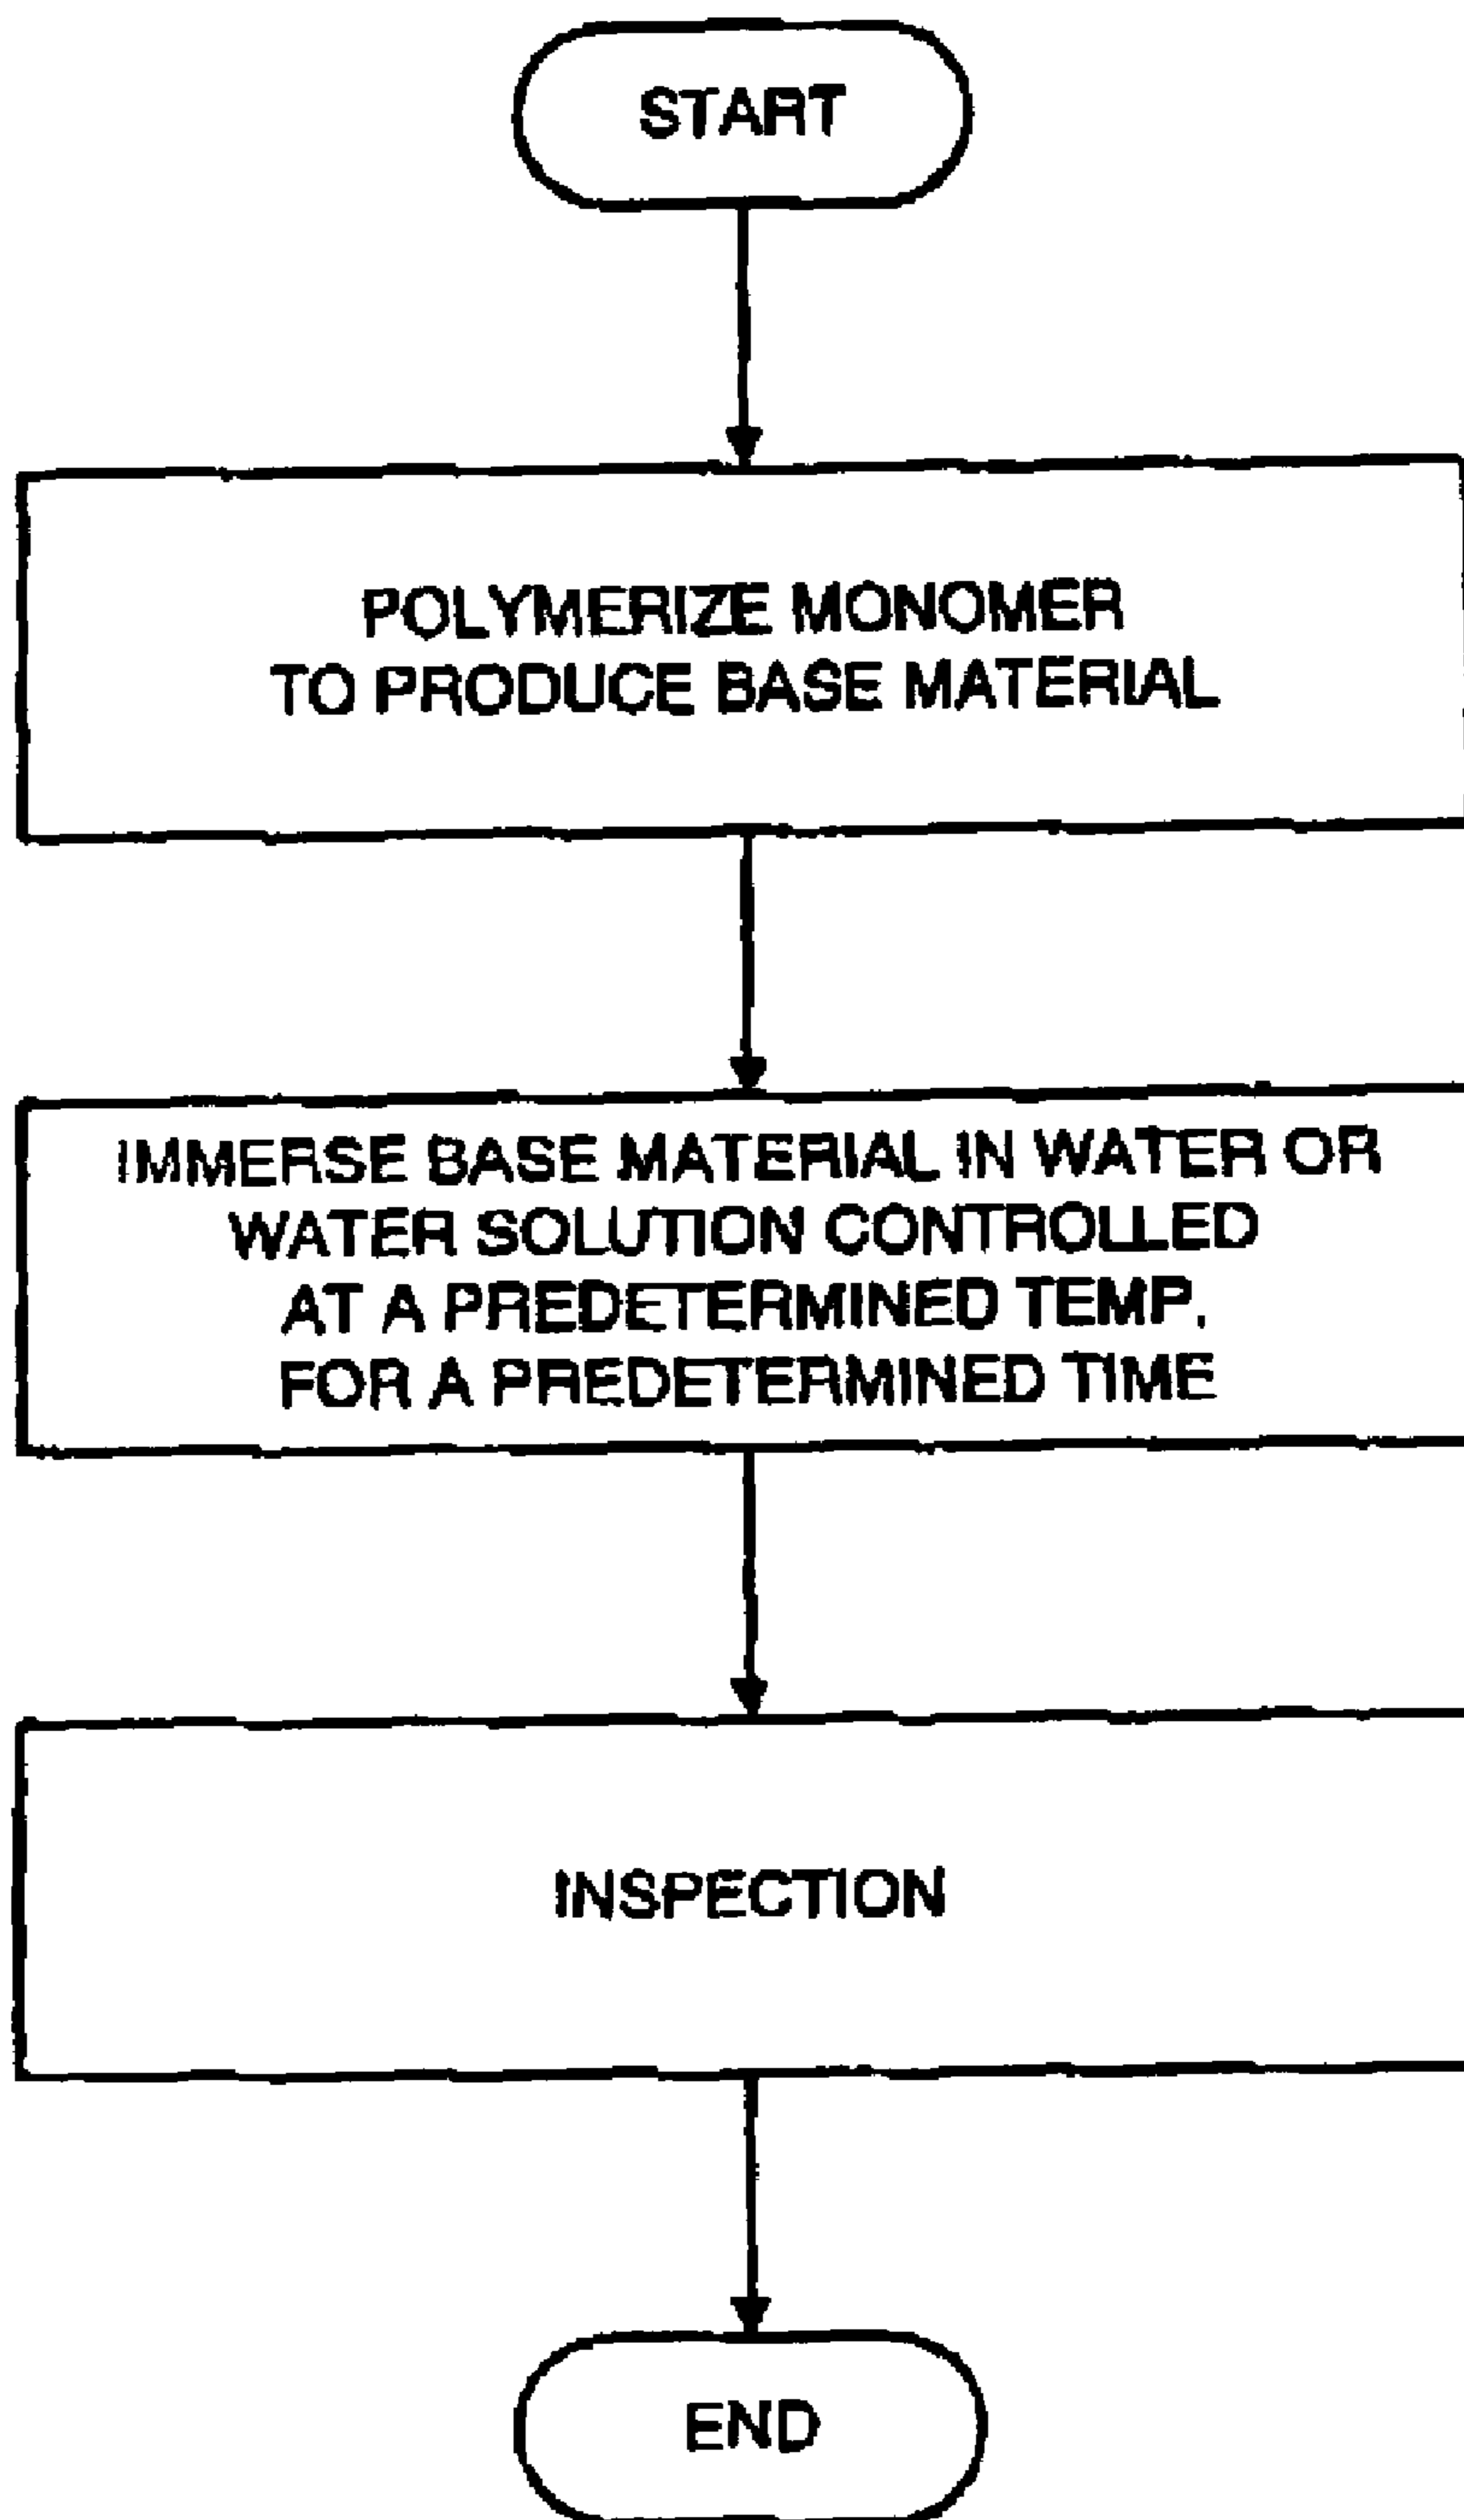 START
POLYMERIZE MONOMER
TO PRODUCE BASE MATERIAL
IMMERSE BASE MATERIAL IN WATER OR
WATER SOLUTION CONTROLLED
AT A PREDETERMINED TEMP.
FOR A PREDETERMINED TIME
INSPECTION
END